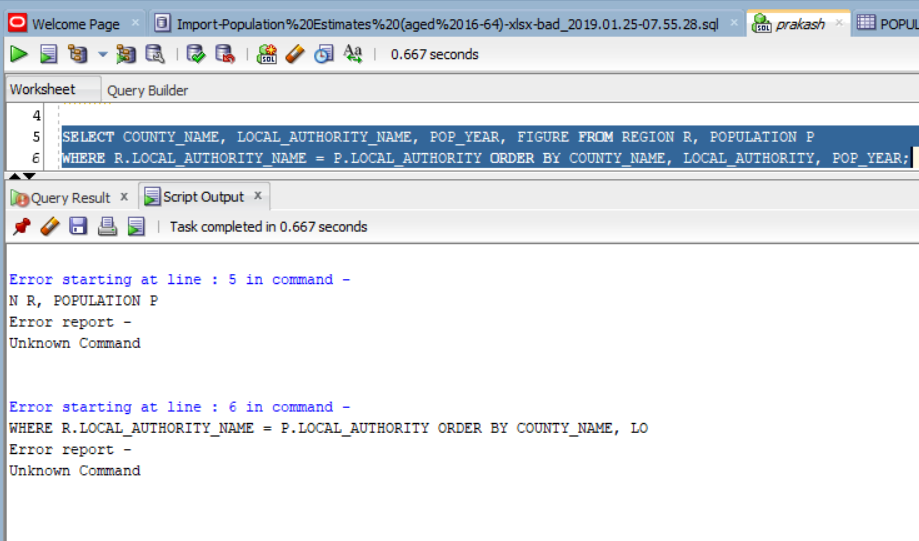 Welcome Page × Import-Population%20Estimates%20(aged%2016-64)-xlsx-bad_2019.01.25-07.55.28.sql × prakash × POPUL
0.667 seconds
Worksheet Query Builder
4
5 SELECT COUNTY_NAME, LOCAL_AUTHORITY_NAME, POP_YEAR, FIGURE FROM REGION R, POPULATION P
6 WHERE R.LOCAL_AUTHORITY_NAME = P.LOCAL_AUTHORITY ORDER BY COUNTY_NAME, LOCAL_AUTHORITY, POP_YEAR;
Query Result × Script Output ×
Task completed in 0.667 seconds
Error starting at line : 5 in command -
N R, POPULATION P
Error report -
Unknown Command
Error starting at line : 6 in command -
WHERE R.LOCAL_AUTHORITY_NAME = P.LOCAL_AUTHORITY ORDER BY COUNTY_NAME, LO
Error report -
Unknown Command